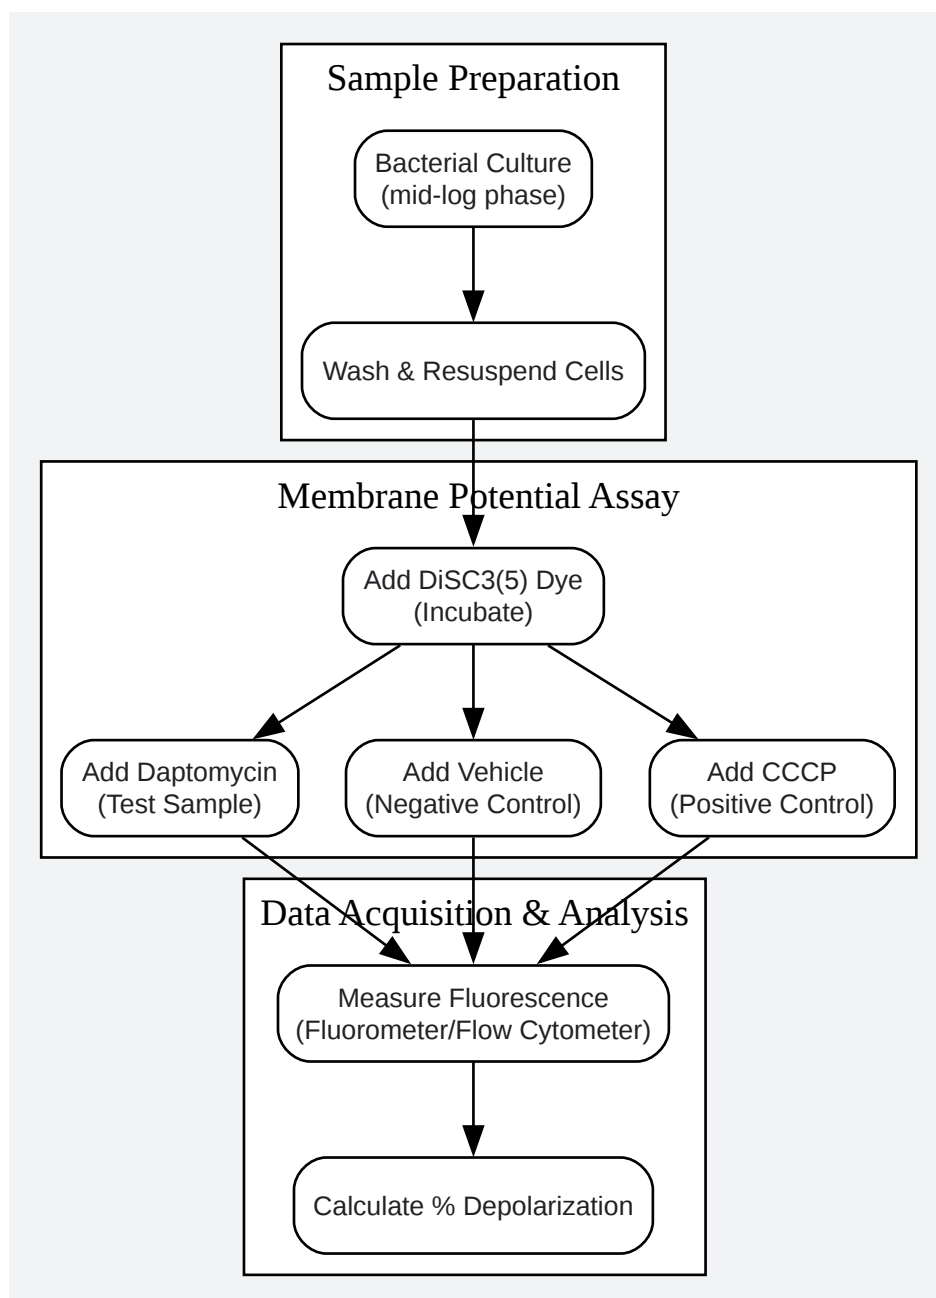 Sample Preparation
Bacterial Culture
(mid-log phase)
Wash & Resuspend Cells
Membrane Potential Assay
Add DiSC3(5) Dye
(Incubate)
Add Daptomycin
(Test Sample)
Add Vehicle
(Negative Control)
Add CCCP
(Positive Control)
Data Acquisition & Analysis
Measure Fluorescence
(Fluorometer/Flow Cytometer)
Calculate % Depolarization